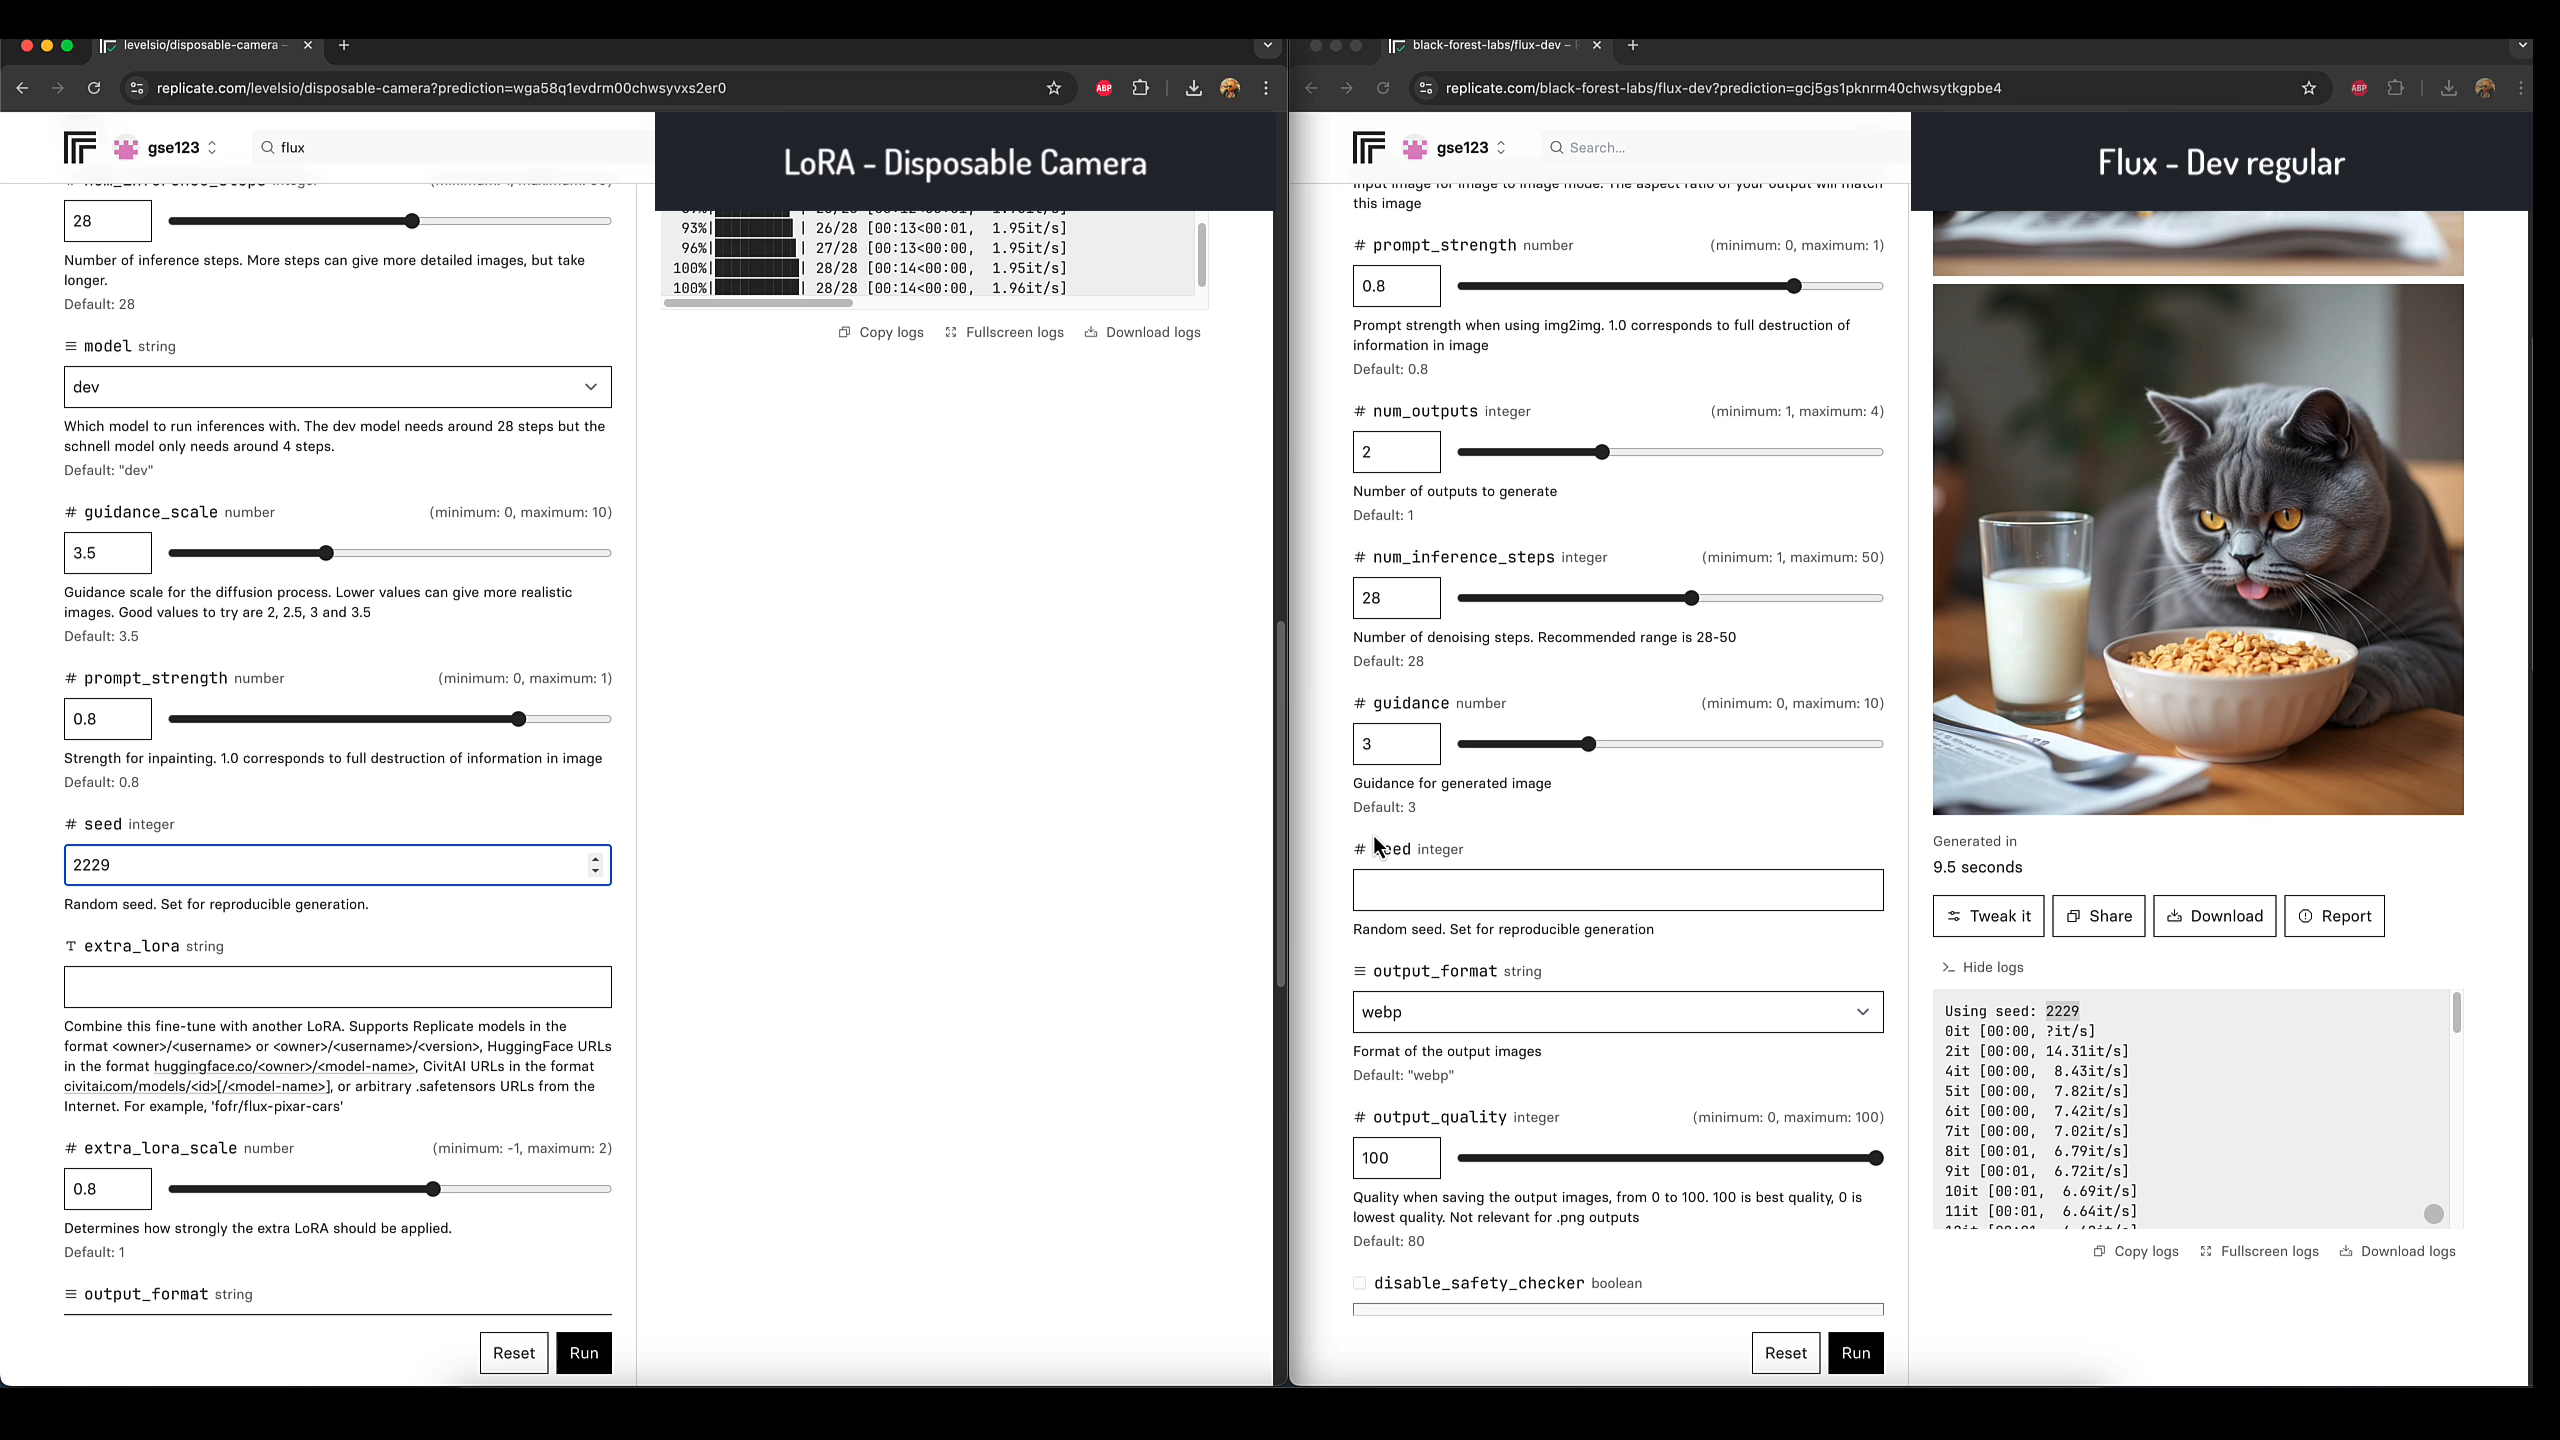 levelsio/disposable-camera –
replicate.com/levelsio/disposable-camera?prediction=wga58q1evdrm00chwsyvxs2er0
ABP
gse123
flux
LoRA - Disposable Camera
num_inference_steps integer
28
Number of inference steps. More steps can give more detailed images, but take
longer.
Default: 28
model string
dev
Which model to run inferences with. The dev model needs around 28 steps but the
schnell model only needs around 4 steps.
Default: "dev"
# guidance_scale number (minimum: 0, maximum: 10)
3.5
Guidance scale for the diffusion process. Lower values can give more realistic
images. Good values to try are 2, 2.5, 3 and 3.5
Default: 3.5
# prompt_strength number (minimum: 0, maximum: 1)
0.8
Strength for inpainting. 1.0 corresponds to full destruction of information in image
Default: 0.8
# seed integer
2229
Random seed. Set for reproducible generation.
T extra_lora string
Combine this fine-tune with another LoRA. Supports Replicate models in the
format <owner>/<username> or <owner>/<username>/<version>, HuggingFace URLs
in the format huggingface.co/<owner>/<model-name>, CivitAI URLs in the format
civitai.com/models/<id>[/<model-name>], or arbitrary .safetensors URLs from the
Internet. For example, 'fofr/flux-pixar-cars'
# extra_lora_scale number (minimum: -1, maximum: 2)
0.8
Determines how strongly the extra LoRA should be applied.
Default: 1
output_format string
Reset Run
93%| | 26/28 [00:13<00:01, 1.95it/s]
96%| | 27/28 [00:13<00:00, 1.95it/s]
100%| | 28/28 [00:14<00:00, 1.95it/s]
100%| | 28/28 [00:14<00:00, 1.96it/s]
Copy logs Fullscreen logs Download logs
black-forest-labs/flux-dev –
replicate.com/black-forest-labs/flux-dev?prediction=gcj5gs1pknrm40chwsytkgpbe4
ABP
gse123
Search...
Flux - Dev regular
Input image for image to image mode. The aspect ratio of your output will match
this image
# prompt_strength number (minimum: 0, maximum: 1)
0.8
Prompt strength when using img2img. 1.0 corresponds to full destruction of
information in image
Default: 0.8
# num_outputs integer (minimum: 1, maximum: 4)
2
Number of outputs to generate
Default: 1
# num_inference_steps integer (minimum: 1, maximum: 50)
28
Number of denoising steps. Recommended range is 28-50
Default: 28
# guidance number (minimum: 0, maximum: 10)
3
Guidance for generated image
Default: 3
# seed integer
Random seed. Set for reproducible generation
output_format string
webp
Format of the output images
Default: "webp"
# output_quality integer (minimum: 0, maximum: 100)
100
Quality when saving the output images, from 0 to 100. 100 is best quality, 0 is
lowest quality. Not relevant for .png outputs
Default: 80
disable_safety_checker boolean
Reset Run
Generated in
9.5 seconds
Tweak it Share Download Report
Hide logs
Using seed: 2229
0it [00:00, ?it/s]
2it [00:00, 14.31it/s]
4it [00:00, 8.43it/s]
5it [00:00, 7.82it/s]
6it [00:00, 7.42it/s]
7it [00:00, 7.02it/s]
8it [00:01, 6.79it/s]
9it [00:01, 6.72it/s]
10it [00:01, 6.69it/s]
11it [00:01, 6.64it/s]
Copy logs Fullscreen logs Download logs